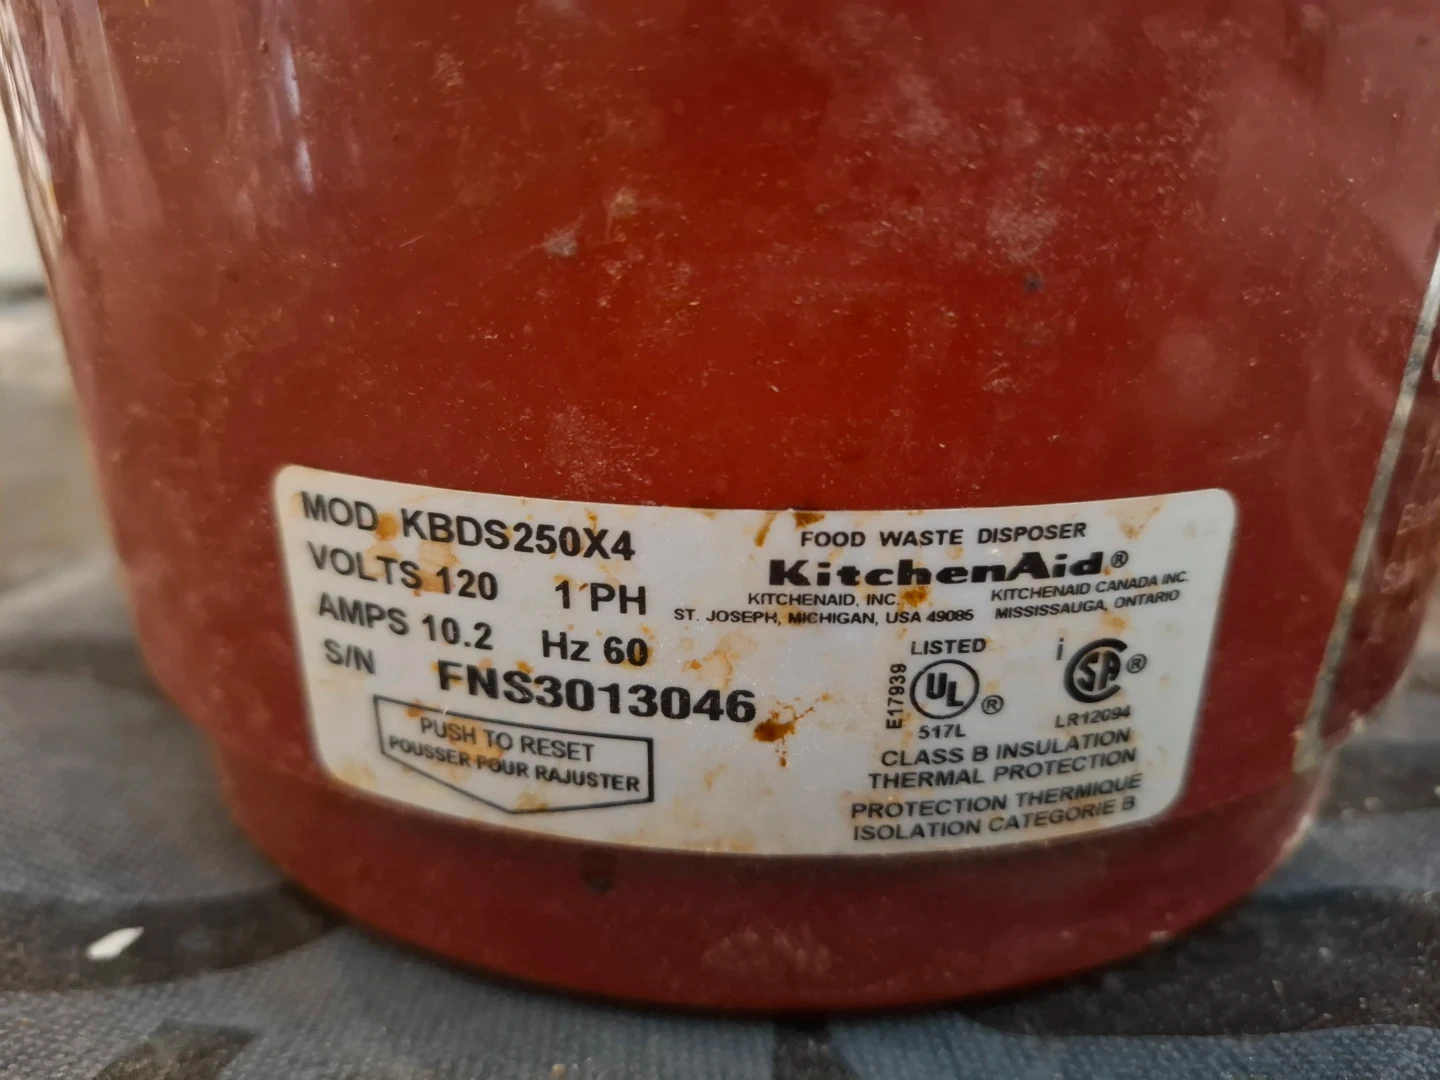 MOD KBDS250X4
VOLTS 120 1 PH
AMPS 10.2 Hz 60
S/N FNS3013046
PUSH TO RESET
POUSSER POUR RAJUSTER
FOOD WASTE DISPOSER
KitchenAid®
KITCHENAID, INC.
ST. JOSEPH, MICHIGAN, USA 49085
KITCHENAID CANADA INC.
MISSISSAUGA, ONTARIO
LISTED
E17939
UL®
517L
SA®
LR12094
CLASS B INSULATION
THERMAL PROTECTION
PROTECTION THERMIQUE
ISOLATION CATEGORIE B